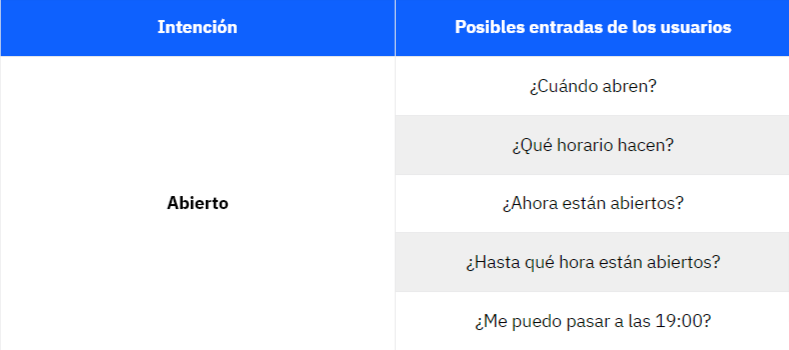 Intención
Posibles entradas de los usuarios
Abierto
¿Cuándo abren?
¿Qué horario hacen?
¿Ahora están abiertos?
¿Hasta qué hora están abiertos?
¿Me puedo pasar a las 19:00?